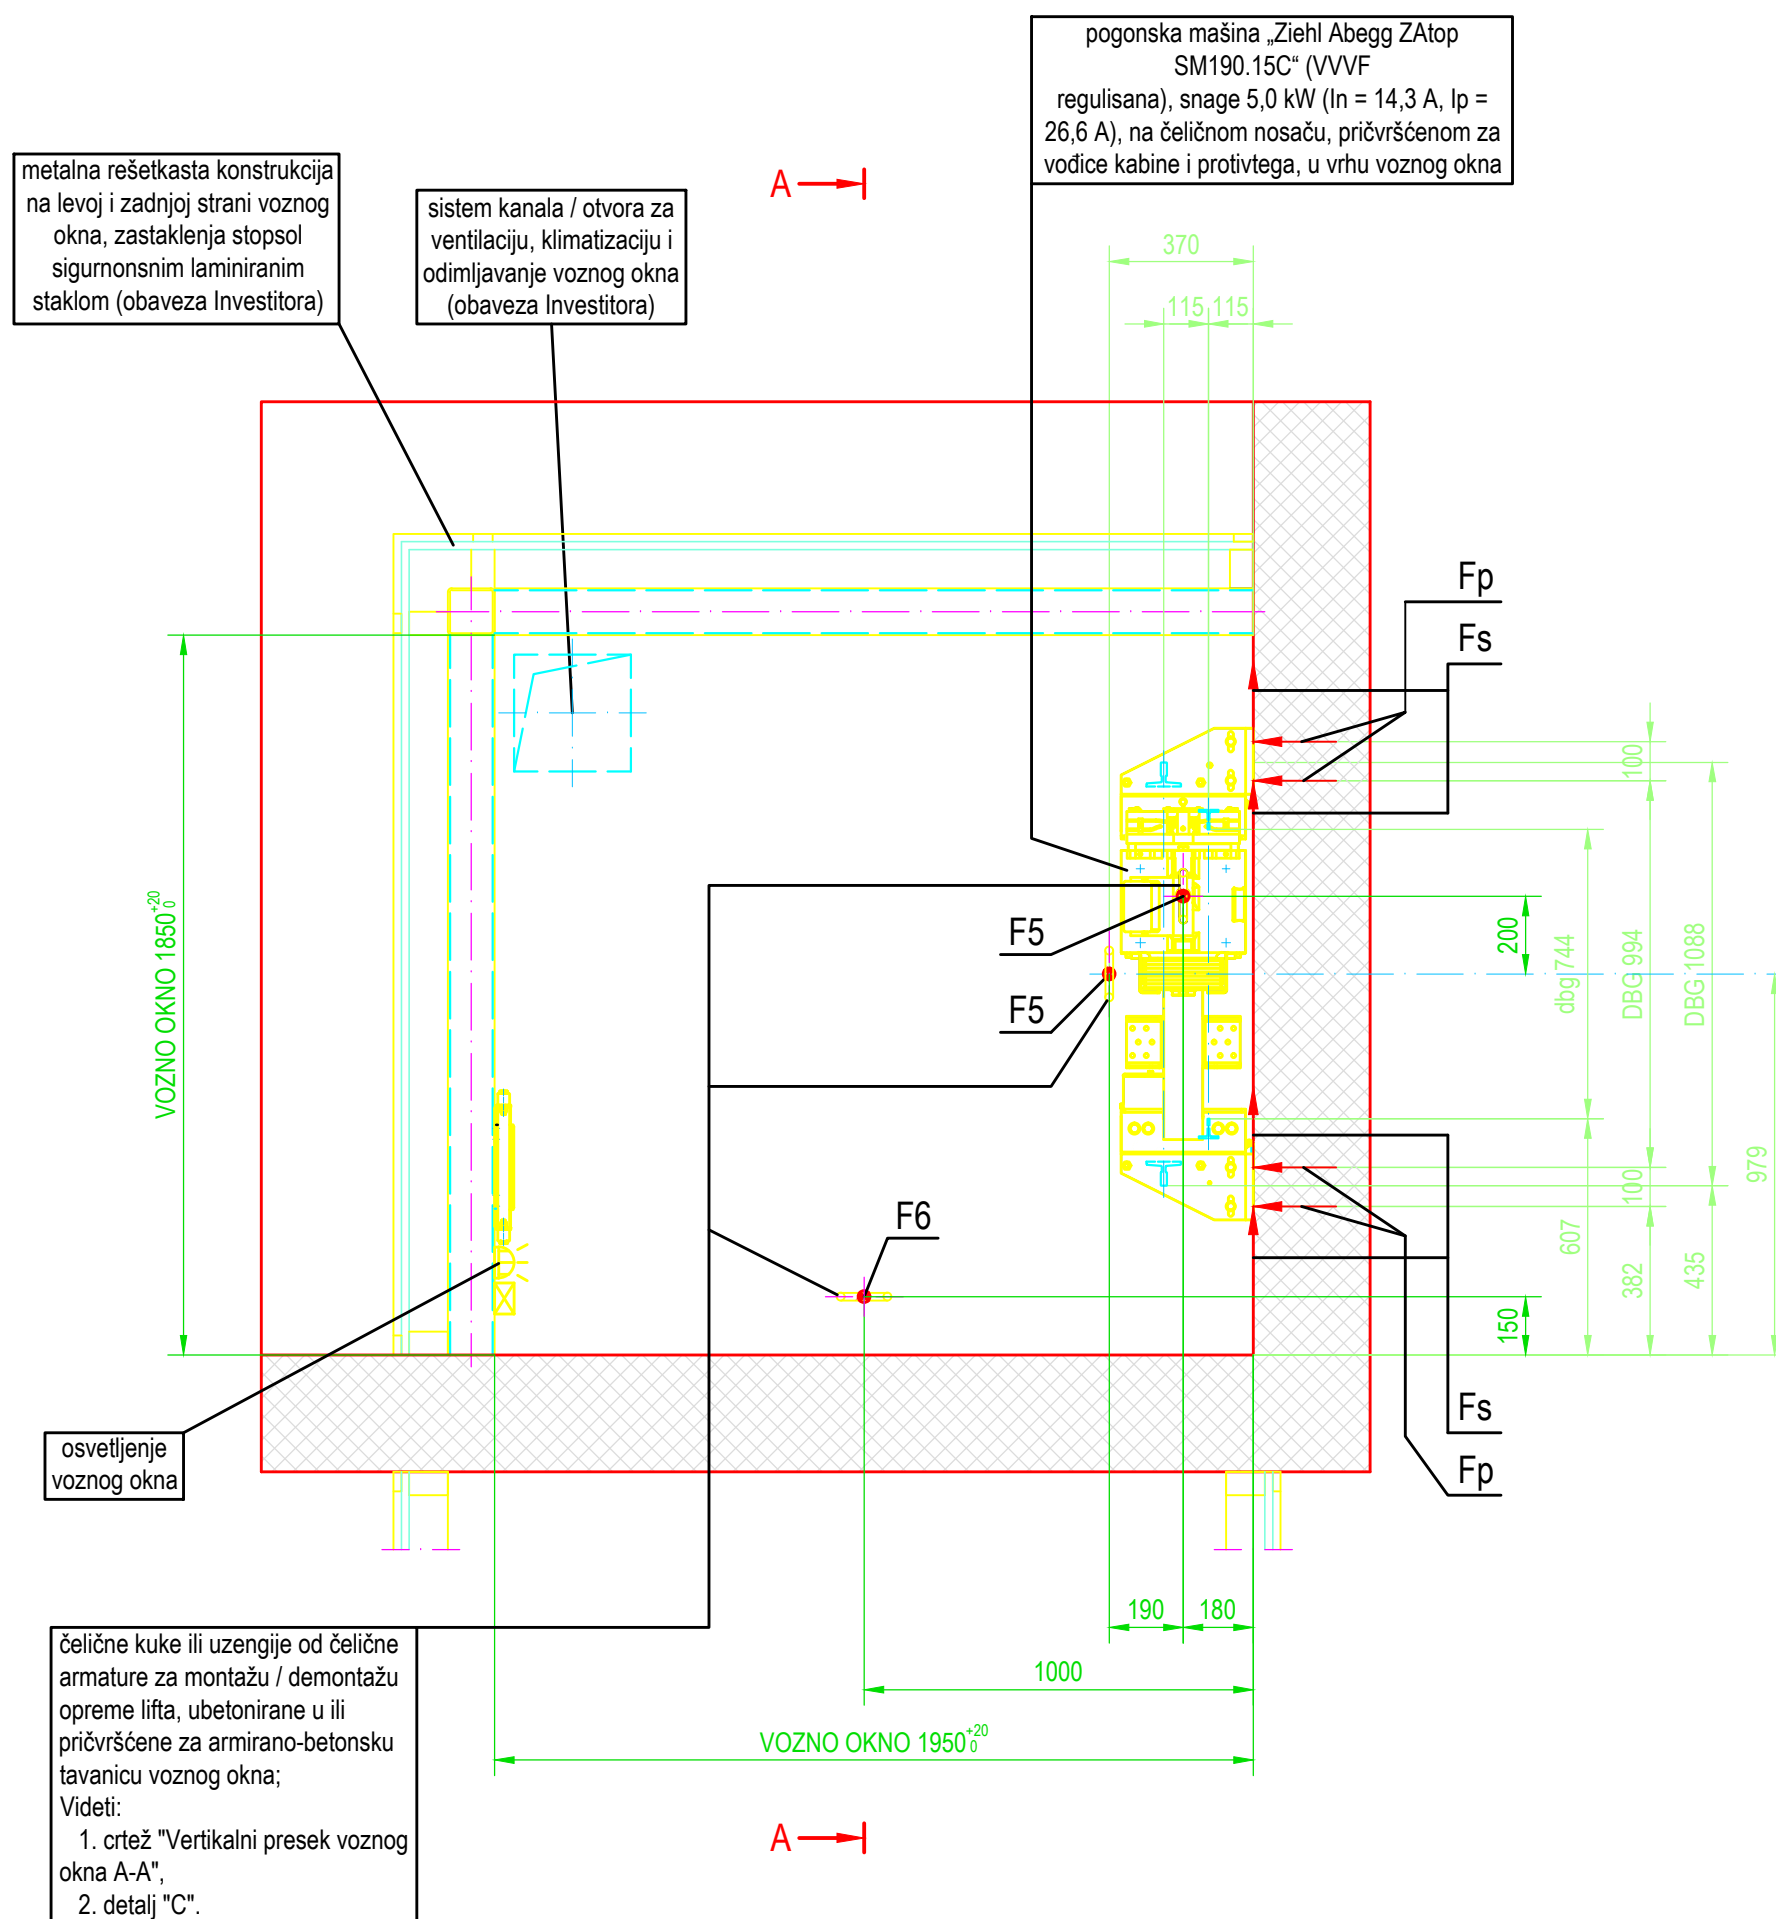 pogonska mašina „Ziehl Abegg ZAtop
SM190.15C“ (VVVF
regulisana), snage 5,0 kW (In = 14,3 A, Ip =
26,6 A), na čeličnom nosaču, pričvršćenom za
vođice kabine i protivtega, u vrhu voznog okna
metalna rešetkasta konstrukcija
na levoj i zadnjoj strani voznog
okna, zastaklenja stopsol
sigurnonsnim laminiranim
staklom (obaveza Investitora)
sistem kanala / otvora za
ventilaciju, klimatizaciju i
odimljavanje voznog okna
(obaveza Investitora)
A
370
115
115
Fp
Fs
100
VOZNO OKNO 1850 +20 0
F5
F5
200
dbg 744
DBG 994
DBG 1088
979
F6
100
607
382
435
150
Fs
Fp
osvetljenje
voznog okna
190
180
1000
VOZNO OKNO 1950 +20 0
čelične kuke ili uzengije od čelične
armature za montažu / demontažu
opreme lifta, ubetonirane u ili
pričvršćene za armirano-betonsku
tavanicu voznog okna;
Videti:
1. crtež "Vertikalni presek voznog
okna A-A",
2. detalj "C".
A